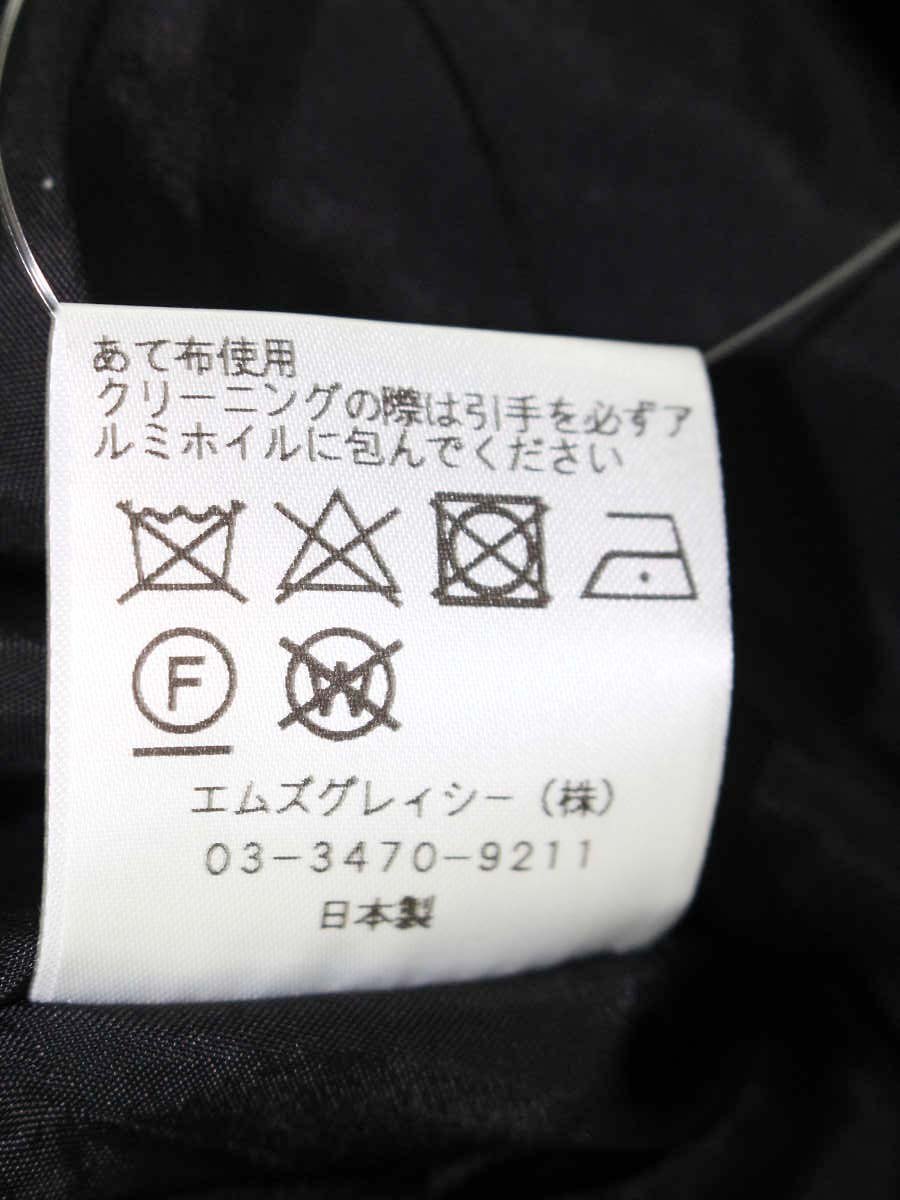 あて布使用
クリーニングの際は引手を必ずア
ルミホイルに包んでください
F
W
エムズグレィシー（株）
03-3470-9211
日本製